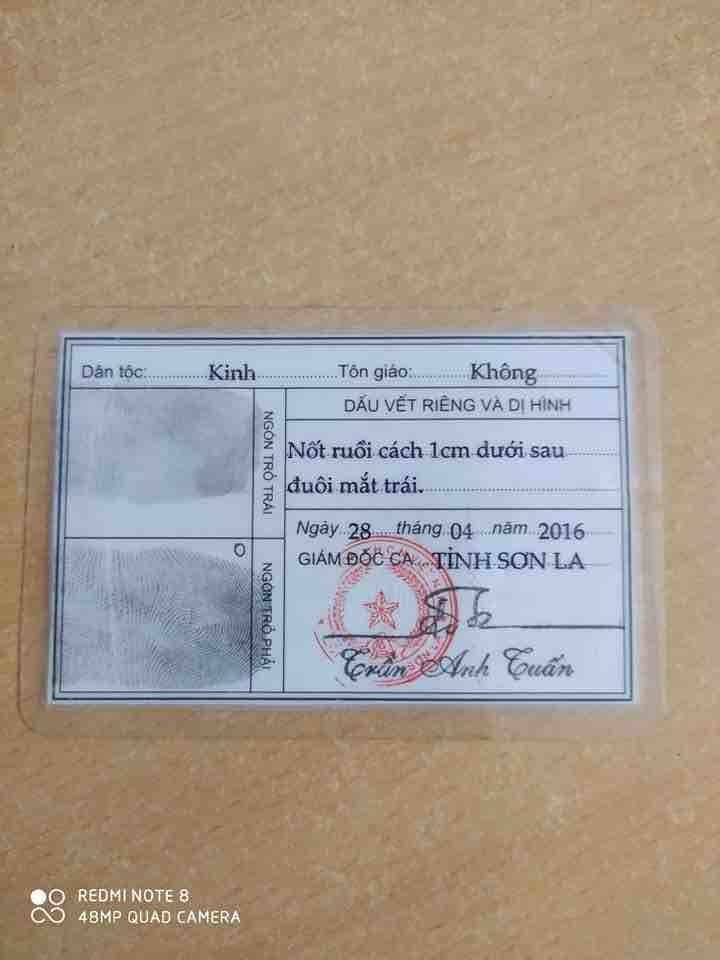 Dân tộc: Kinh Tôn giáo: Không
NGÓN TRỎ TRÁI
DẤU VẾT RIÊNG VÀ DỊ HÌNH
Nốt ruồi cách 1cm dưới sau
đuôi mắt trái.
NGÓN TRỎ PHẢI
Ngày 28 tháng 04 năm 2016
GIÁM ĐỐC CA TỈNH SƠN LA
Trần Anh Tuấn
REDMI NOTE 8
48MP QUAD CAMERA